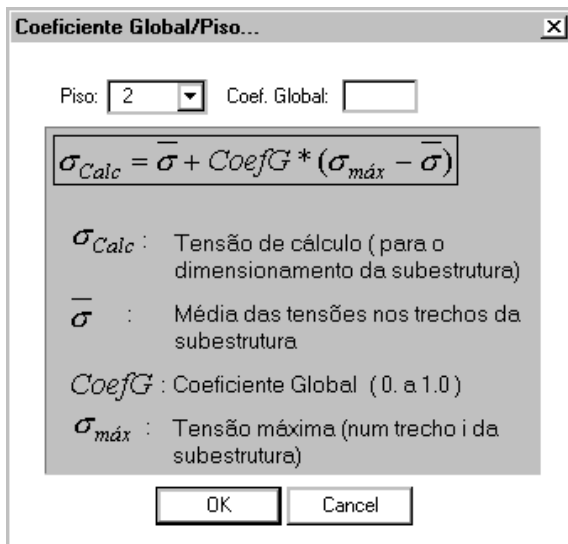 Coeficiente Global/Piso...
Piso: 2 Coef. Global:
σCalc = σ̅ + CoefG * (σmáx − σ̅)
σCalc : Tensão de cálculo ( para o
dimensionamento da subestrutura)
σ̅ : Média das tensões nos trechos da
subestrutura
CoefG : Coeficiente Global ( 0. a 1.0 )
σmáx : Tensão máxima (num trecho i da
subestrutura)
OK Cancel